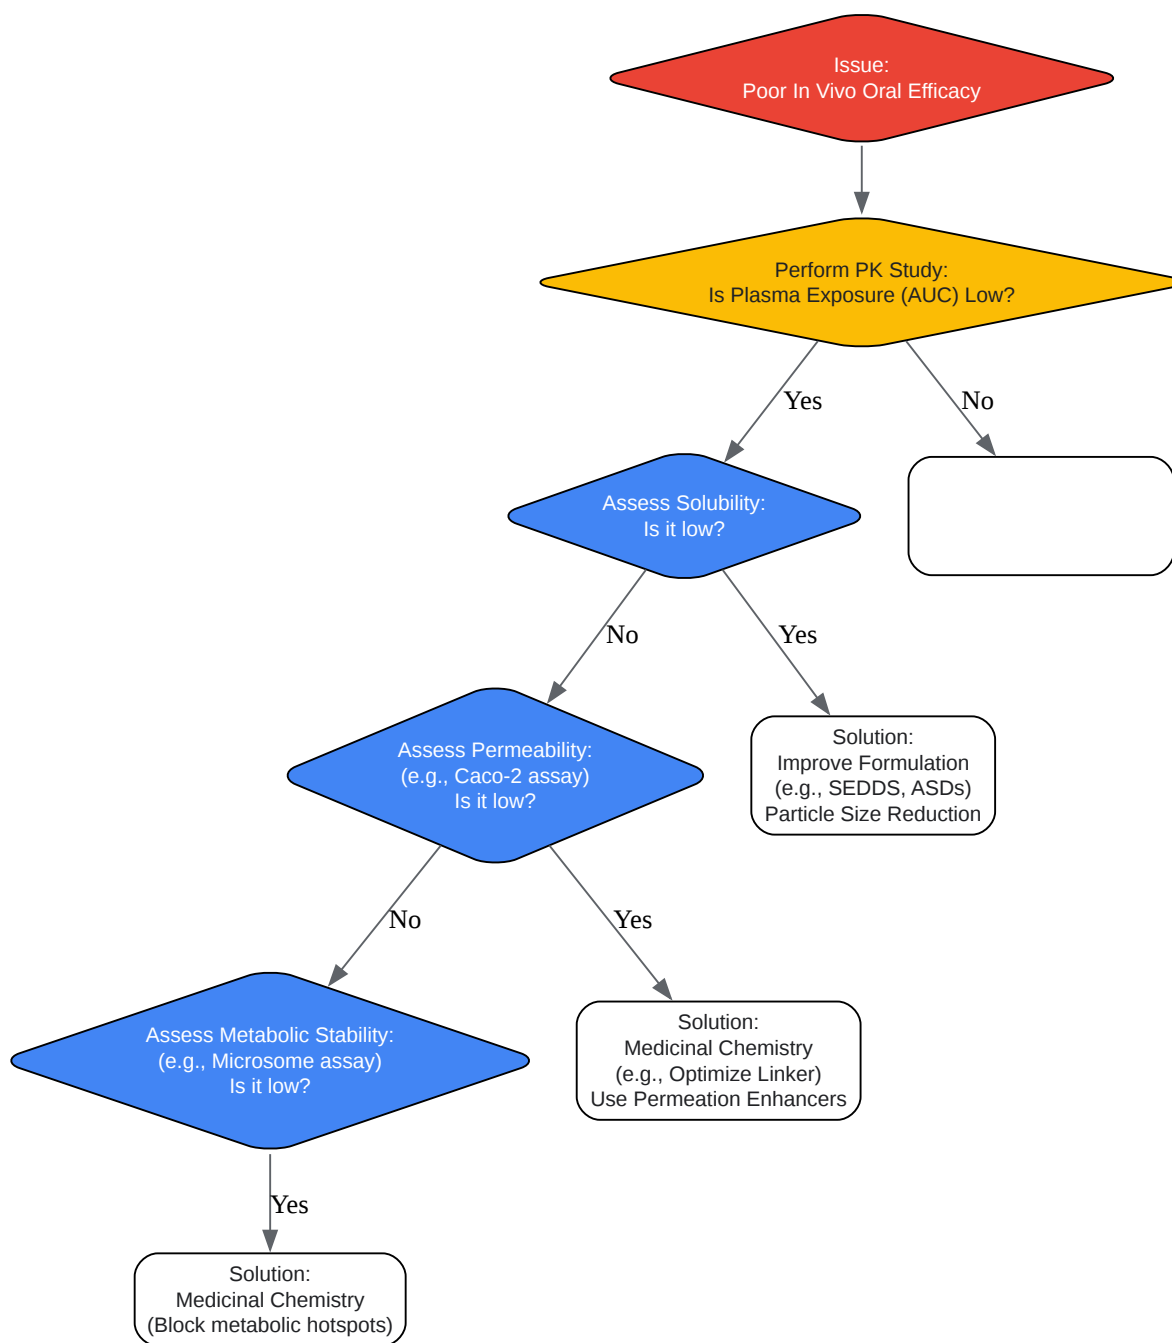 Issue:
Poor In Vivo Oral Efficacy
Perform PK Study:
Is Plasma Exposure (AUC) Low?
Yes
No
Assess Solubility:
Is it low?
No
Yes
Assess Permeability:
(e.g., Caco-2 assay)
Is it low?
Solution:
Improve Formulation
(e.g., SEDDS, ASDs)
Particle Size Reduction
No
Yes
Assess Metabolic Stability:
(e.g., Microsome assay)
Is it low?
Solution:
Medicinal Chemistry
(e.g., Optimize Linker)
Use Permeation Enhancers
Yes
Solution:
Medicinal Chemistry
(Block metabolic hotspots)